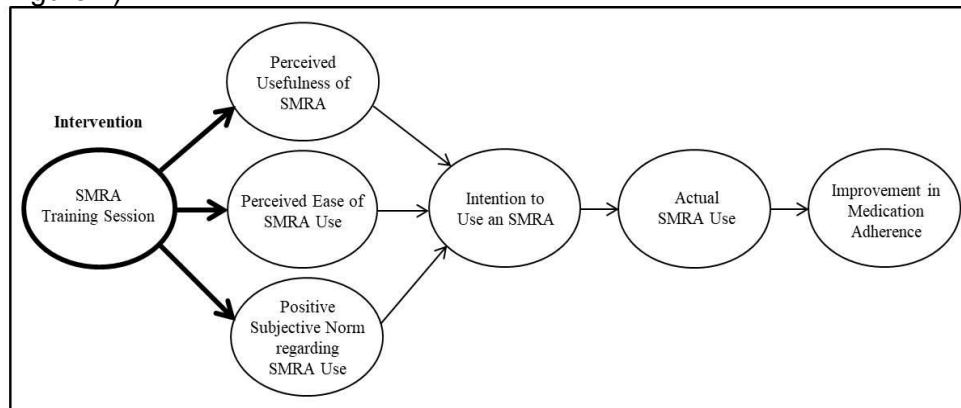 Perceived
Usefulness of
SMRA
Intervention
SMRA
Training Session
Perceived Ease of
SMRA Use
Positive
Subjective Norm
regarding
SMRA Use
Intention to
Use an SMRA
Actual
SMRA Use
Improvement in
Medication
Adherence